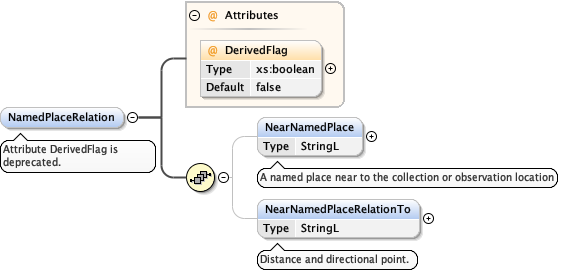 @ Attributes
@ DerivedFlag
Type xs:boolean
Default false
NamedPlaceRelation
Attribute DerivedFlag is
deprecated.
NearNamedPlace
Type StringL
A named place near to the collection or observation location
NearNamedPlaceRelationTo
Type StringL
Distance and directional point.